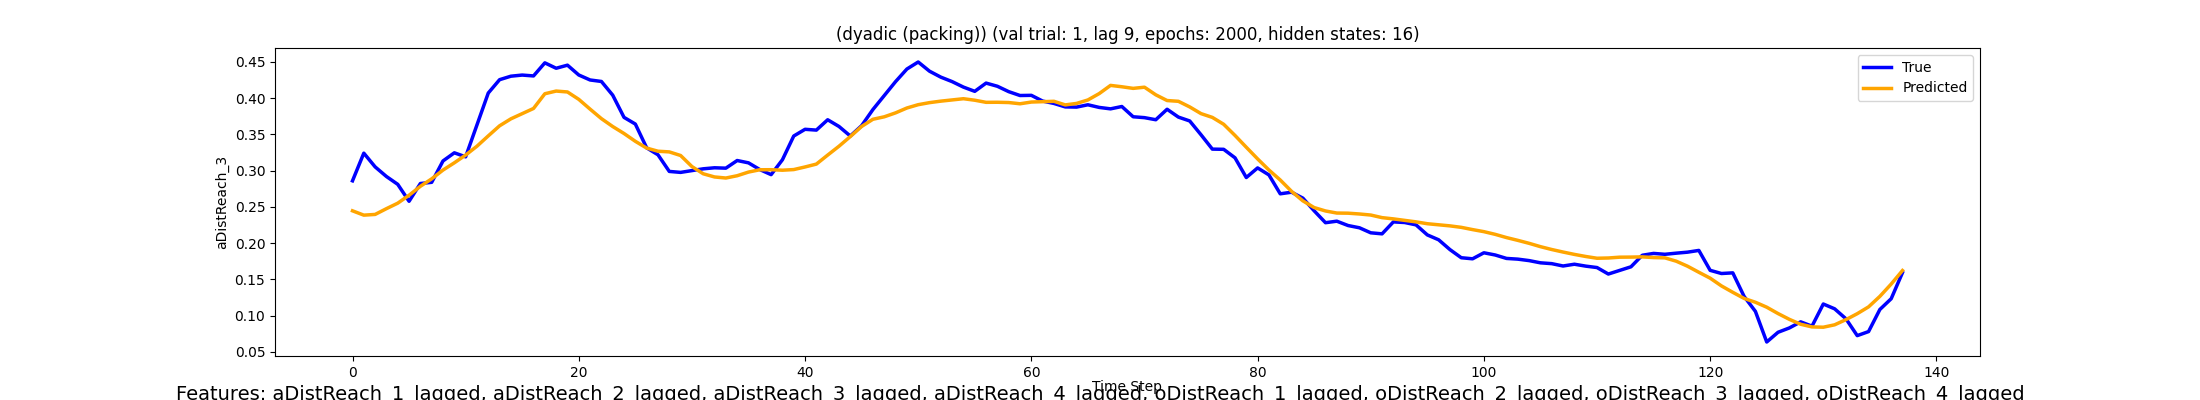 (dyadic (packing)) (val trial: 1, lag 9, epochs: 2000, hidden states: 16)
True
Predicted
aDistReach_3
0.45
0.40
0.35
0.30
0.25
0.20
0.15
0.10
0.05
0 20 40 60 80 100 120 140
Time Step
Features: aDistReach_1_lagged, aDistReach_2_lagged, aDistReach_3_lagged, aDistReach_4_lagged, oDistReach_1_lagged, oDistReach_2_lagged, oDistReach_3_lagged, oDistReach_4_lagged